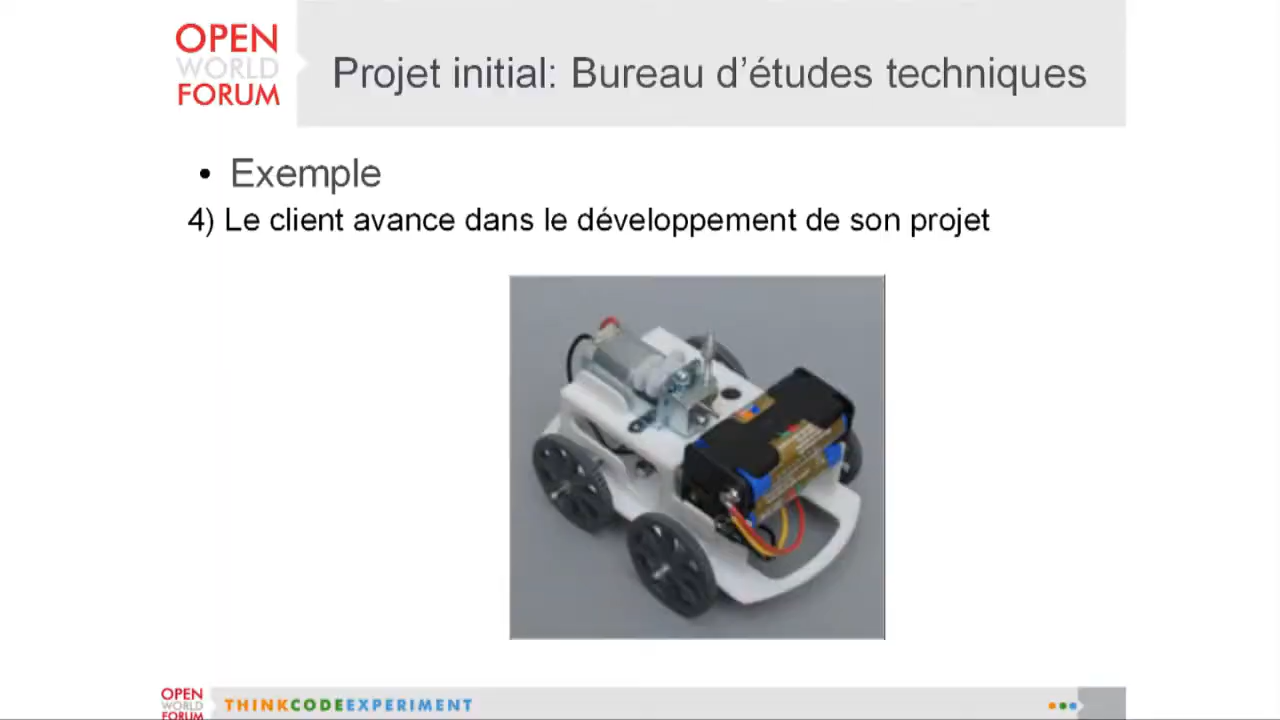 OPEN
WORLD
FORUM
Projet initial: Bureau d’études techniques
• Exemple
4) Le client avance dans le développement de son projet
OPEN
WORLD
FORUM
THINKCODEEXPERIMENT